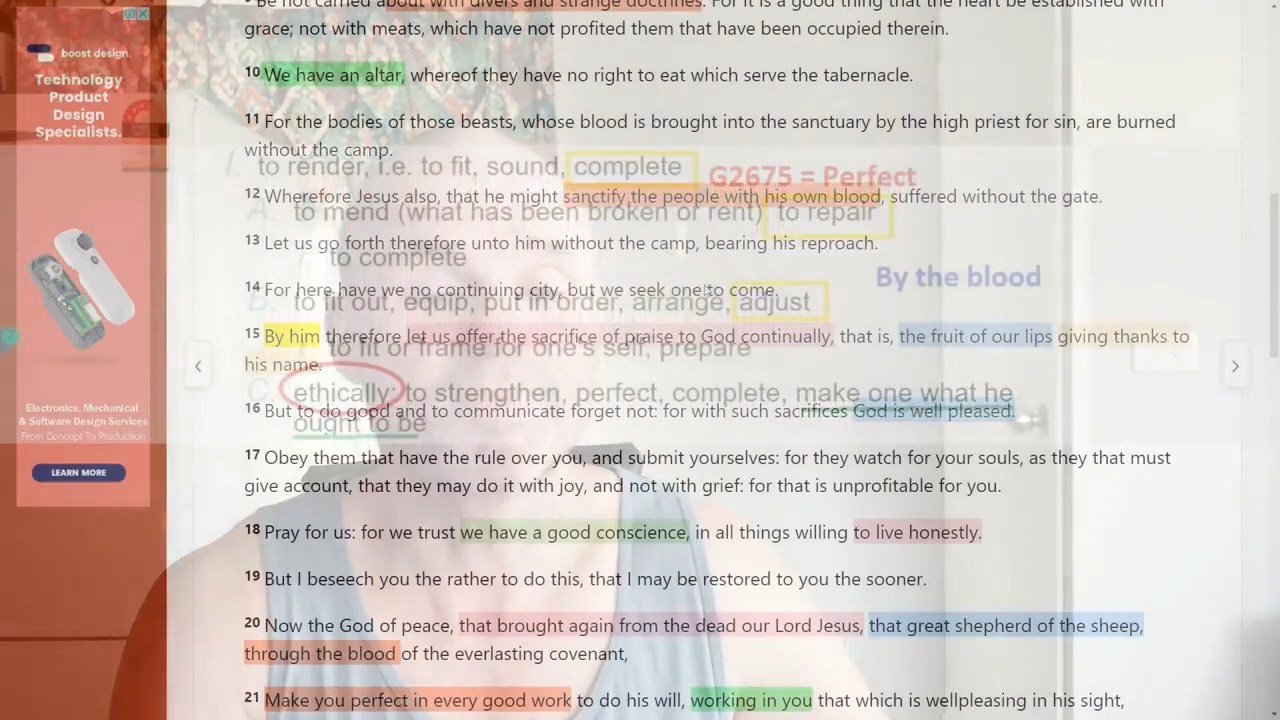 9 Be not carried about with divers and strange doctrines. For it is a good thing that the heart be established with
grace; not with meats, which have not profited them that have been occupied therein.
10 We have an altar, whereof they have no right to eat which serve the tabernacle.
11 For the bodies of those beasts, whose blood is brought into the sanctuary by the high priest for sin, are burned
without the camp.
12 Wherefore Jesus also, that he might sanctify the people with his own blood, suffered without the gate.
13 Let us go forth therefore unto him without the camp, bearing his reproach.
14 For here have we no continuing city, but we seek one to come.
15 By him therefore let us offer the sacrifice of praise to God continually, that is, the fruit of our lips giving thanks to
his name.
16 But to do good and to communicate forget not: for with such sacrifices God is well pleased.
17 Obey them that have the rule over you, and submit yourselves: for they watch for your souls, as they that must
give account, that they may do it with joy, and not with grief: for that is unprofitable for you.
18 Pray for us: for we trust we have a good conscience, in all things willing to live honestly.
19 But I beseech you the rather to do this, that I may be restored to you the sooner.
20 Now the God of peace, that brought again from the dead our Lord Jesus, that great shepherd of the sheep,
through the blood of the everlasting covenant,
21 Make you perfect in every good work to do his will, working in you that which is wellpleasing in his sight,
I. to render, i.e. to fit, sound, complete
G2675 = Perfect
A. to mend (what has been broken or rent) to repair
to complete
By the blood
B. to fit out, equip, put in order, arrange, adjust
to fit or frame for one's self, prepare
C. ethically: to strengthen, perfect, complete, make one what he
ought to be
boost design.
Technology
Product
Design
Specialists.
Electronics, Mechanical
& Software Design Services
From Concept To Production
LEARN MORE